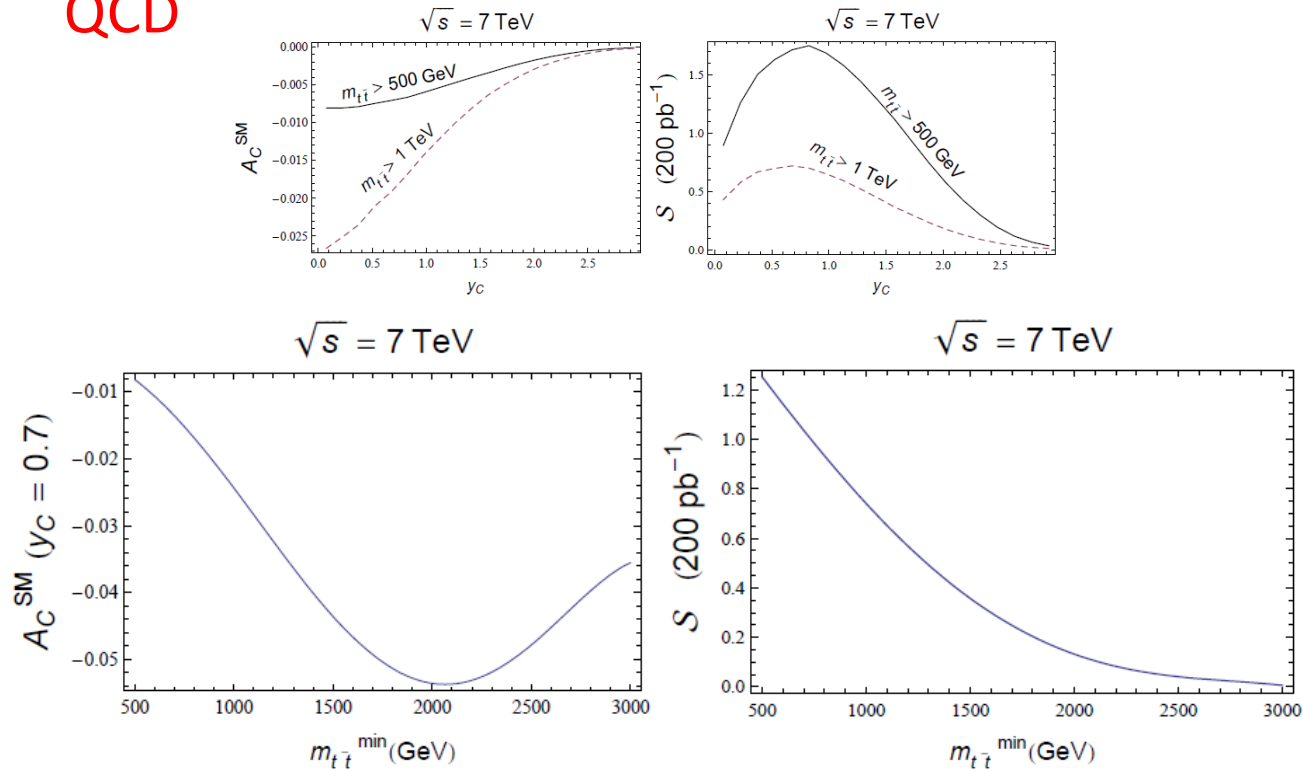 QCD
√s = 7 TeV
A_C^SM
0.000
−0.005
−0.010
−0.015
−0.020
−0.025
m_{t t̄} > 500 GeV
m_{t t̄} > 1 TeV
0.0 0.5 1.0 1.5 2.0 2.5
y_C
√s = 7 TeV
S (200 pb⁻¹)
1.5
1.0
0.5
0.0
m_{t t̄} > 500 GeV
m_{t t̄} > 1 TeV
0.0 0.5 1.0 1.5 2.0 2.5
y_C
√s = 7 TeV
A_C^SM (y_C = 0.7)
−0.01
−0.02
−0.03
−0.04
−0.05
500 1000 1500 2000 2500 3000
m_{t t̄}^min (GeV)
√s = 7 TeV
S (200 pb⁻¹)
1.2
1.0
0.8
0.6
0.4
0.2
0.0
500 1000 1500 2000 2500 3000
m_{t t̄}^min (GeV)